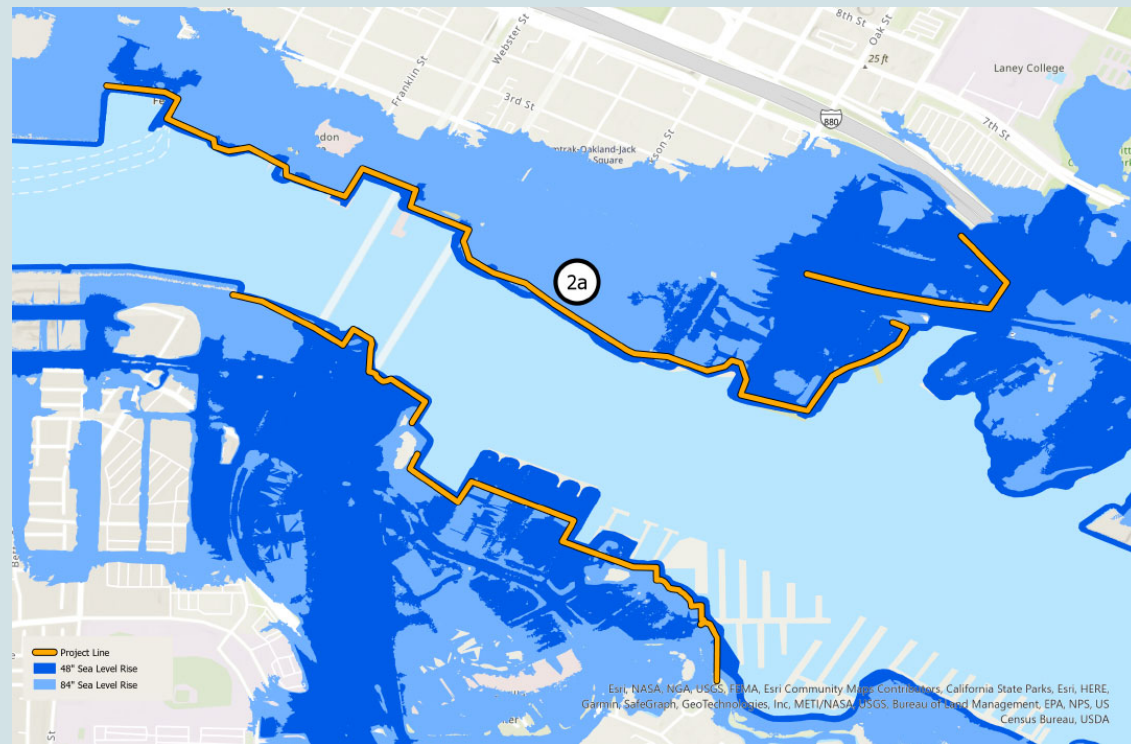 8th St
Oak St
25 ft
Laney College
Webster St
Franklin St
3rd St
880
7th St
Square
2a
Project Line
48" Sea Level Rise
84" Sea Level Rise
Esri, NASA, NGA, USGS, FEMA, Esri Community Maps Contributors, California State Parks, Esri, HERE,
Garmin, SafeGraph, GeoTechnologies, Inc, METI/NASA, USGS, Bureau of Land Management, EPA, NPS, US
Census Bureau, USDA